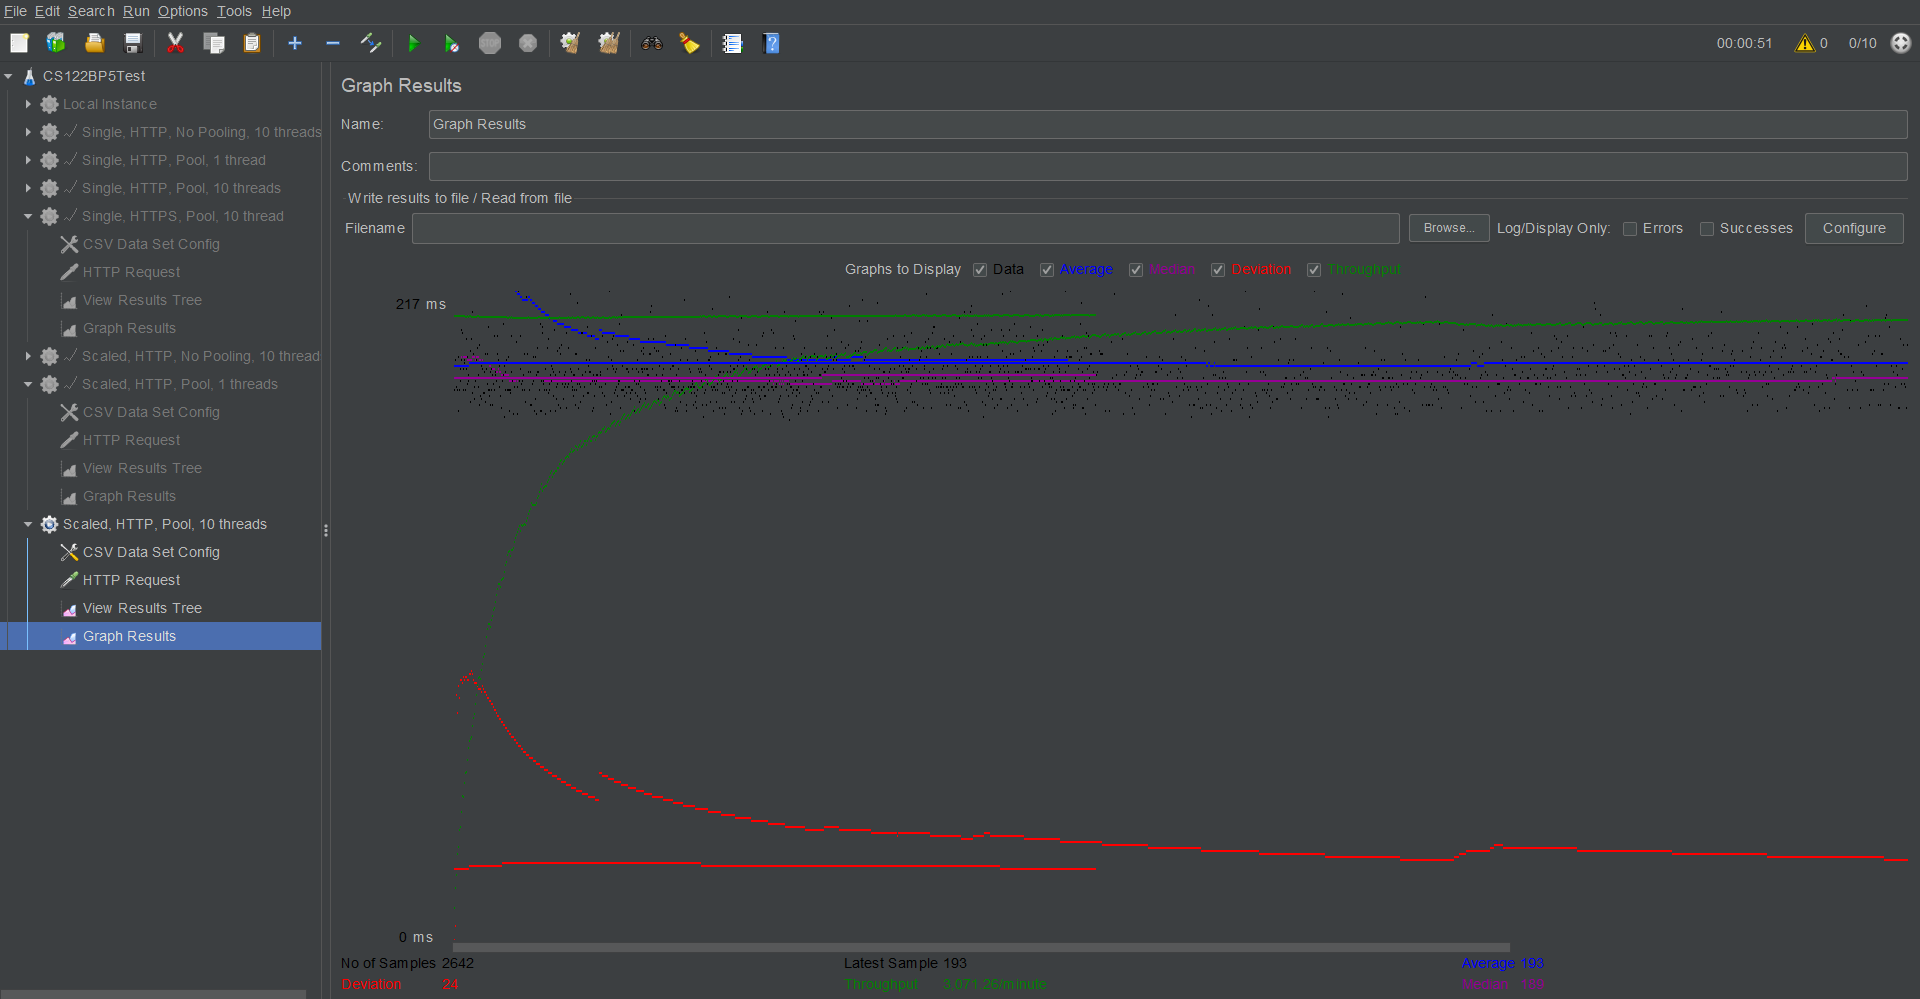 File Edit Search Run Options Tools Help
STOP
00:00:51 0 0/10
CS122BP5Test
Local Instance
Single, HTTP, No Pooling, 10 threads
Single, HTTP, Pool, 1 thread
Single, HTTP, Pool, 10 threads
Single, HTTPS, Pool, 10 thread
CSV Data Set Config
HTTP Request
View Results Tree
Graph Results
Scaled, HTTP, No Pooling, 10 thread
Scaled, HTTP, Pool, 1 threads
CSV Data Set Config
HTTP Request
View Results Tree
Graph Results
Scaled, HTTP, Pool, 10 threads
CSV Data Set Config
HTTP Request
View Results Tree
Graph Results
Graph Results
Name: Graph Results
Comments:
Write results to file / Read from file
Filename Browse... Log/Display Only: Errors Successes Configure
Graphs to Display Data Average Median Deviation Throughput
217 ms
0 ms
No of Samples 2642 Latest Sample 193 Average 193
Deviation 24 Throughput 3,071.26/minute Median 189